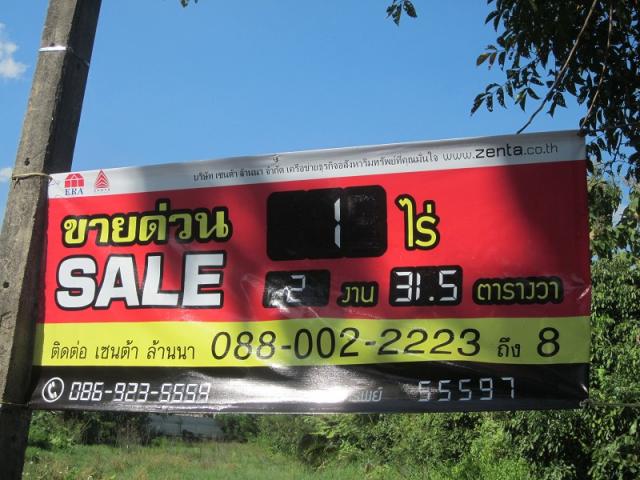 บริษัท เซนต้า ล้านนา จำกัด เครือข่ายธุรกิจอสังหาริมทรัพย์ที่คุณมั่นใจ www.zenta.co.th
ERA
ขายด่วน 1 ไร่
SALE 2 งาน 31.5 ตารางวา
ติดต่อ เซนต้า ล้านนา 088-002-2223 ถึง 8
086-923-5559 55597